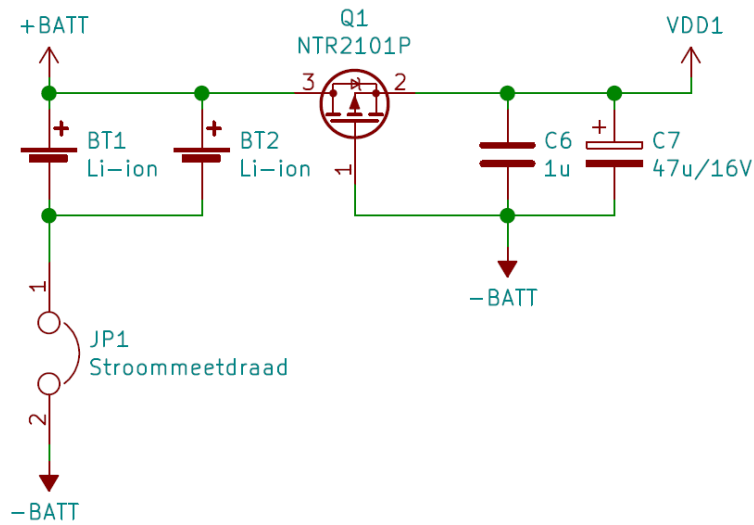 +BATT
Q1
NTR2101P
VDD1
3
2
+
BT1
Li-ion
+
BT2
Li-ion
1
C6
1u
+
C7
47u/16V
-BATT
1
JP1
Stroommeetdraad
2
-BATT